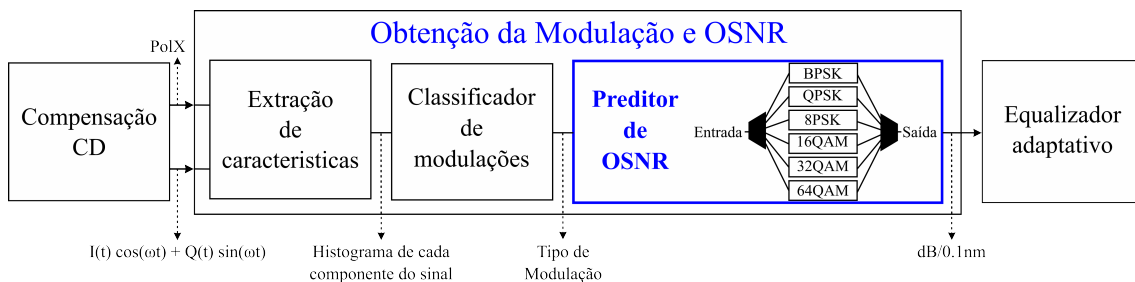 Obtenção da Modulação e OSNR
PolX
Compensação
CD
Extração
de
caracteristicas
Classificador
de
modulações
Preditor
de
OSNR
Entrada
BPSK
QPSK
8PSK
16QAM
32QAM
64QAM
Saída
Equalizador
adaptativo
I(t) cos(ωt) + Q(t) sin(ωt)
Histograma de cada
componente do sinal
Tipo de
Modulação
dB/0.1nm